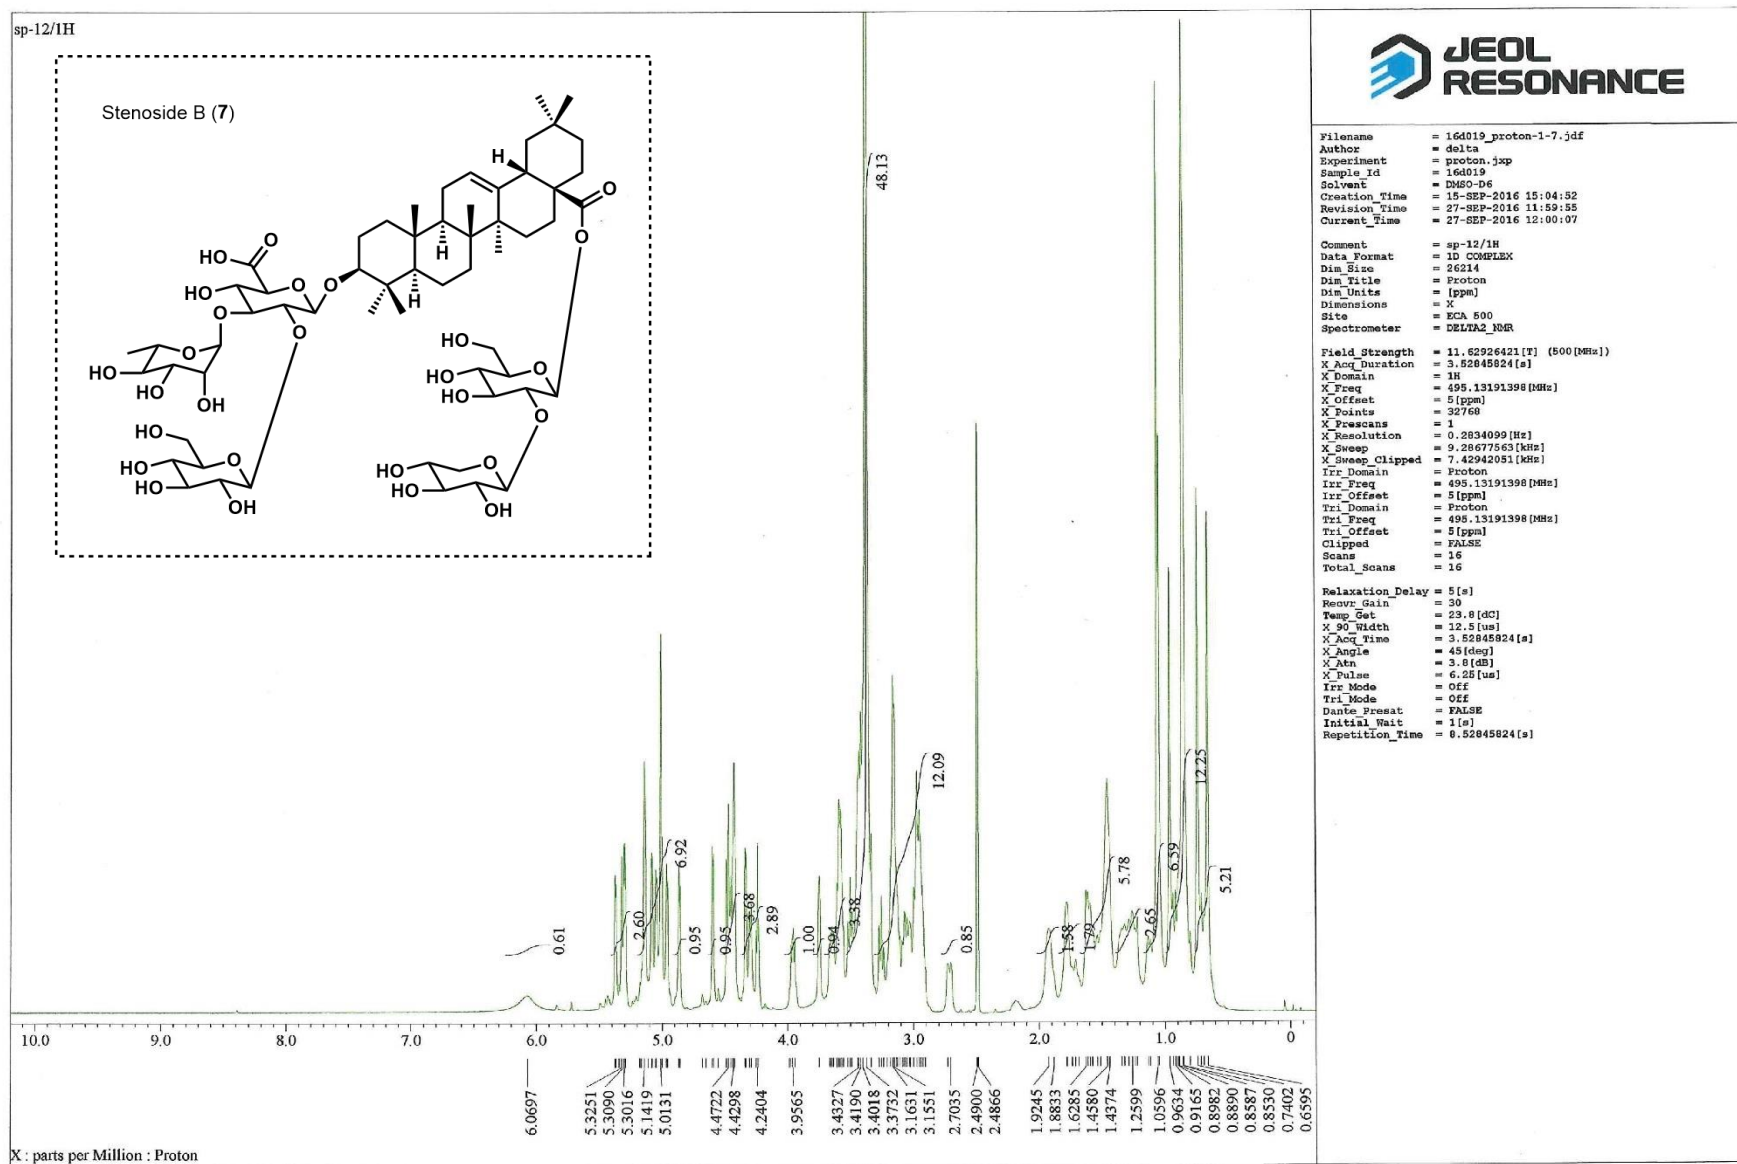 sp-12/1H
Stenoside B (7)
H
O
O
HO
O
HO
O
O
H
H
O
O
O
HO
HO
OH
HO
HO
HO
O
O
HO
HO
HO
O
OH
HO
HO
O
OH
48.13
0.61
2.60
6.92
0.95
0.95
3.68
2.89
1.00
0.94
3.38
12.09
0.85
1.58
1.79
5.78
2.65
6.59
12.25
5.21
10.0 9.0 8.0 7.0 6.0 5.0 4.0 3.0 2.0 1.0 0
6.0697
5.3251
5.3090
5.3016
5.1419
5.0131
4.4722
4.4298
4.2404
3.9565
3.4327
3.4190
3.4018
3.3732
3.1631
3.1551
2.7035
2.4900
2.4866
1.9245
1.8833
1.6285
1.4580
1.4374
1.2599
1.0596
0.9634
0.9165
0.8982
0.8890
0.8587
0.8530
0.7402
0.6595
X : parts per Million : Proton
JEOL
RESONANCE
Filename = 16d019_proton-1-7.jdf
Author = delta
Experiment = proton.jxp
Sample_Id = 16d019
Solvent = DMSO-D6
Creation_Time = 15-SEP-2016 15:04:52
Revision_Time = 27-SEP-2016 11:59:55
Current_Time = 27-SEP-2016 12:00:07
Comment = sp-12/1H
Data_Format = 1D COMPLEX
Dim_Size = 26214
Dim_Title = Proton
Dim_Units = [ppm]
Dimensions = X
Site = ECA 500
Spectrometer = DELTA2_NMR
Field_Strength = 11.62926421[T] (500[MHz])
X_Acq_Duration = 3.52845824[s]
X_Domain = 1H
X_Freq = 495.13191398[MHz]
X_Offset = 5[ppm]
X_Points = 32768
X_Prescans = 1
X_Resolution = 0.2834099[Hz]
X_Sweep = 9.28677563[kHz]
X_Sweep_Clipped = 7.42942051[kHz]
Irr_Domain = Proton
Irr_Freq = 495.13191398[MHz]
Irr_Offset = 5[ppm]
Tri_Domain = Proton
Tri_Freq = 495.13191398[MHz]
Tri_Offset = 5[ppm]
Clipped = FALSE
Scans = 16
Total_Scans = 16
Relaxation_Delay = 5[s]
Recvr_Gain = 30
Temp_Get = 23.8[dC]
X_90_Width = 12.5[us]
X_Acq_Time = 3.52845824[s]
X_Angle = 45[deg]
X_Atn = 3.8[dB]
X_Pulse = 6.25[us]
Irr_Mode = Off
Tri_Mode = Off
Dante_Presat = FALSE
Initial_Wait = 1[s]
Repetition_Time = 8.52845824[s]